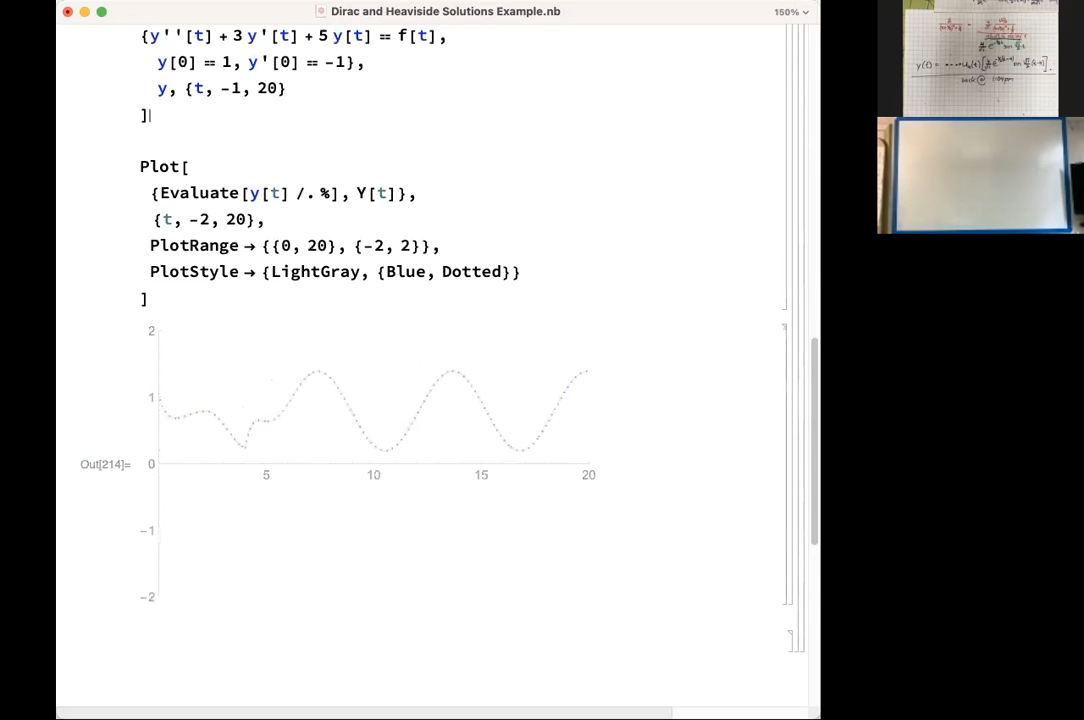 Dirac and Heaviside Solutions Example.nb
150%
{y''[t] + 3 y'[t] + 5 y[t] == f[t],
y[0] == 1, y'[0] == -1},
y, {t, -1, 20}
]
Plot[
{Evaluate[y[t] /. %], Y[t]},
{t, -2, 20},
PlotRange → {{0, 20}, {-2, 2}},
PlotStyle → {LightGray, {Blue, Dotted}}
]
2
1
Out[214]=
0
5
10
15
20
-1
-2
y(t) =